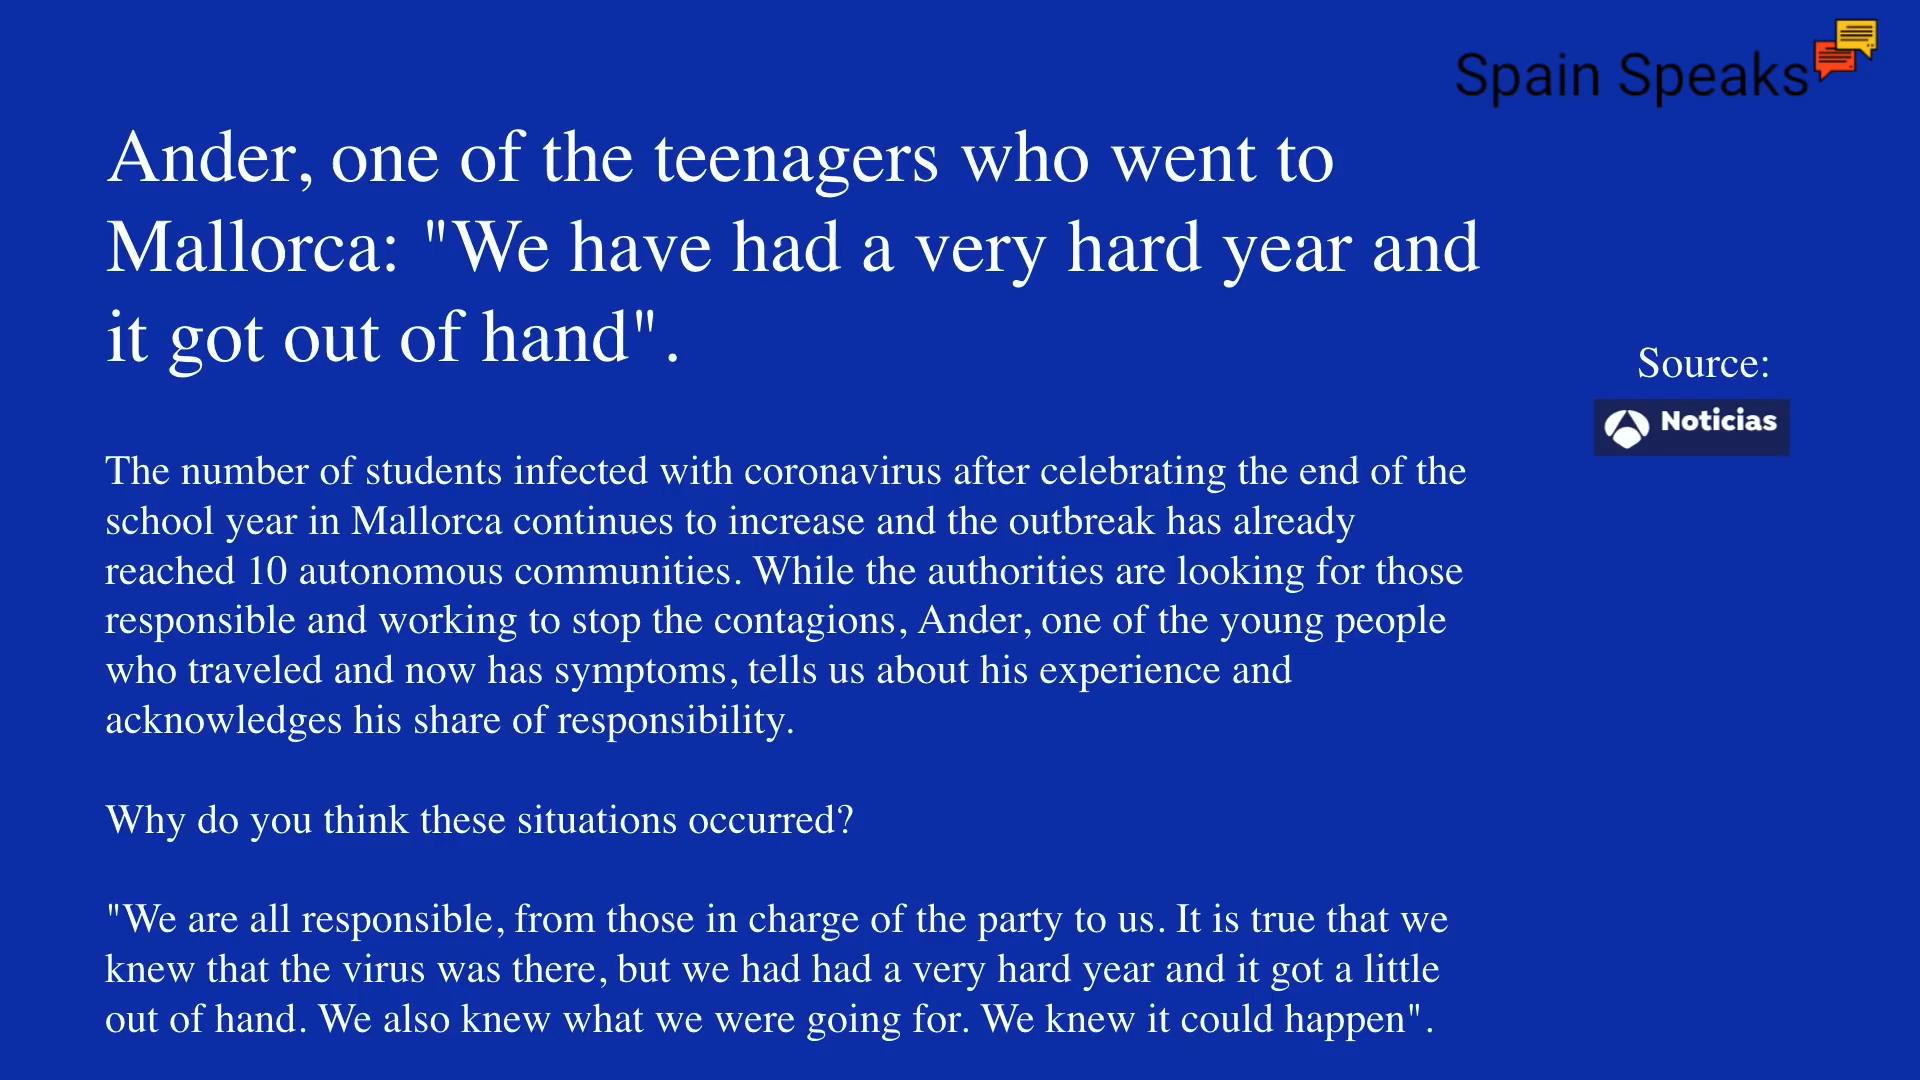 Spain Speaks
Ander, one of the teenagers who went to
Mallorca: "We have had a very hard year and
it got out of hand".
Source:
Noticias
The number of students infected with coronavirus after celebrating the end of the
school year in Mallorca continues to increase and the outbreak has already
reached 10 autonomous communities. While the authorities are looking for those
responsible and working to stop the contagions, Ander, one of the young people
who traveled and now has symptoms, tells us about his experience and
acknowledges his share of responsibility.
Why do you think these situations occurred?
"We are all responsible, from those in charge of the party to us. It is true that we
knew that the virus was there, but we had had a very hard year and it got a little
out of hand. We also knew what we were going for. We knew it could happen".